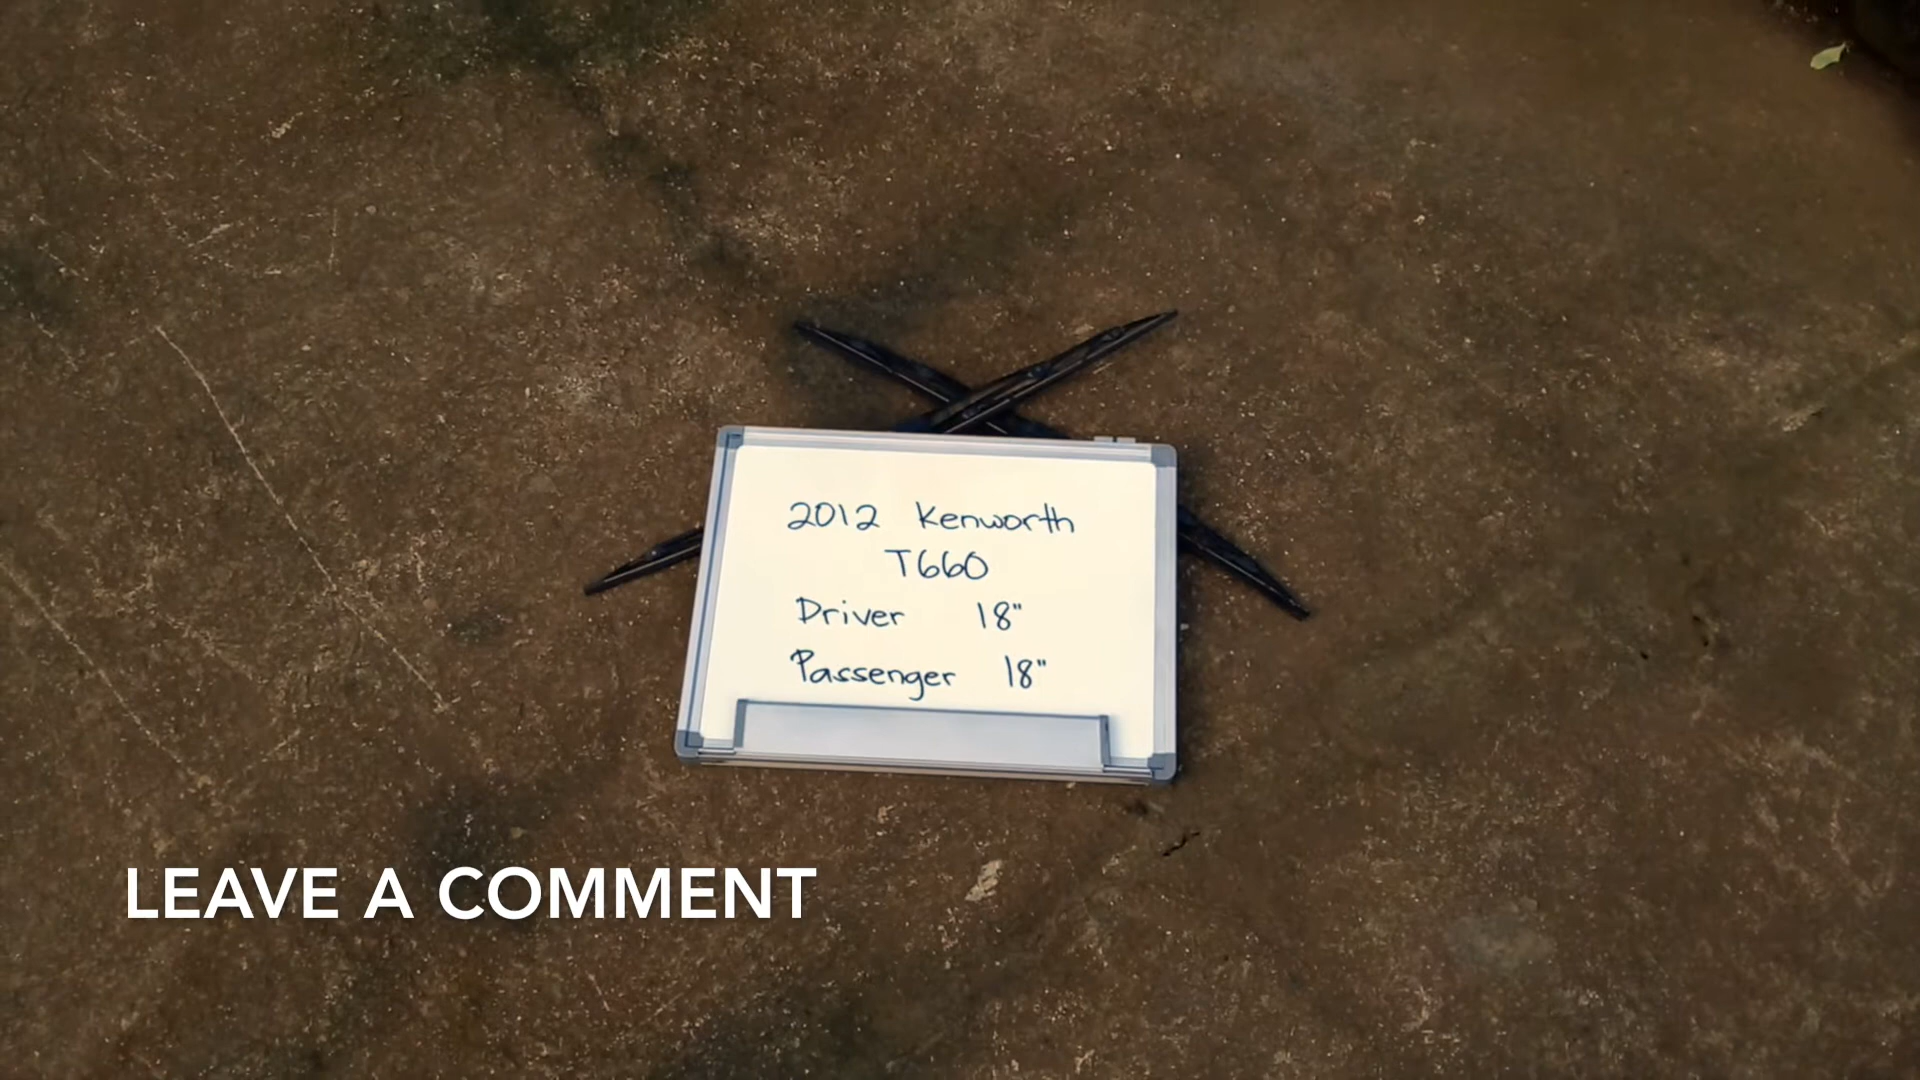 2012 Kenworth
T660
Driver 18"
Passenger 18"
LEAVE A COMMENT